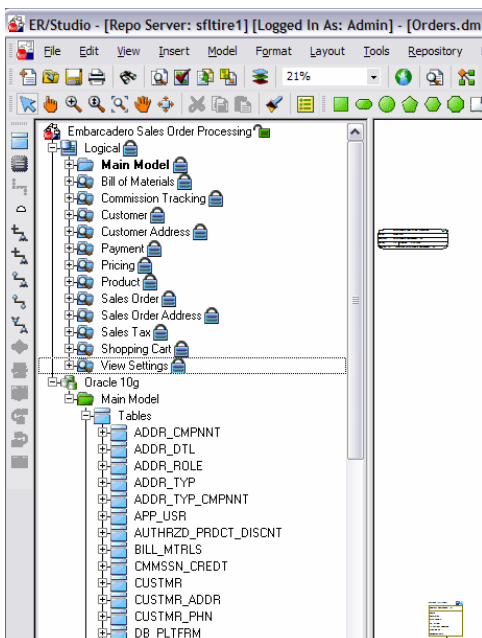 ER/Studio - [Repo Server: sfltire1] [Logged In As: Admin] - [Orders.dm
File Edit View Insert Model Format Layout Tools Repository
21%
Embarcadero Sales Order Processing
Logical
Main Model
Bill of Materials
Commission Tracking
Customer
Customer Address
Payment
Pricing
Product
Sales Order
Sales Order Address
Sales Tax
Shopping Cart
View Settings
Oracle 10g
Main Model
Tables
ADDR_CMPNNT
ADDR_DTL
ADDR_ROLE
ADDR_TYP
ADDR_TYP_CMPNNT
APP_USR
AUTHRZD_PRDCT_DISCNT
BILL_MTRLS
CMMSSN_CREDT
CUSTMR
CUSTMR_ADDR
CUSTMR_PHN
DB_PLTFRM